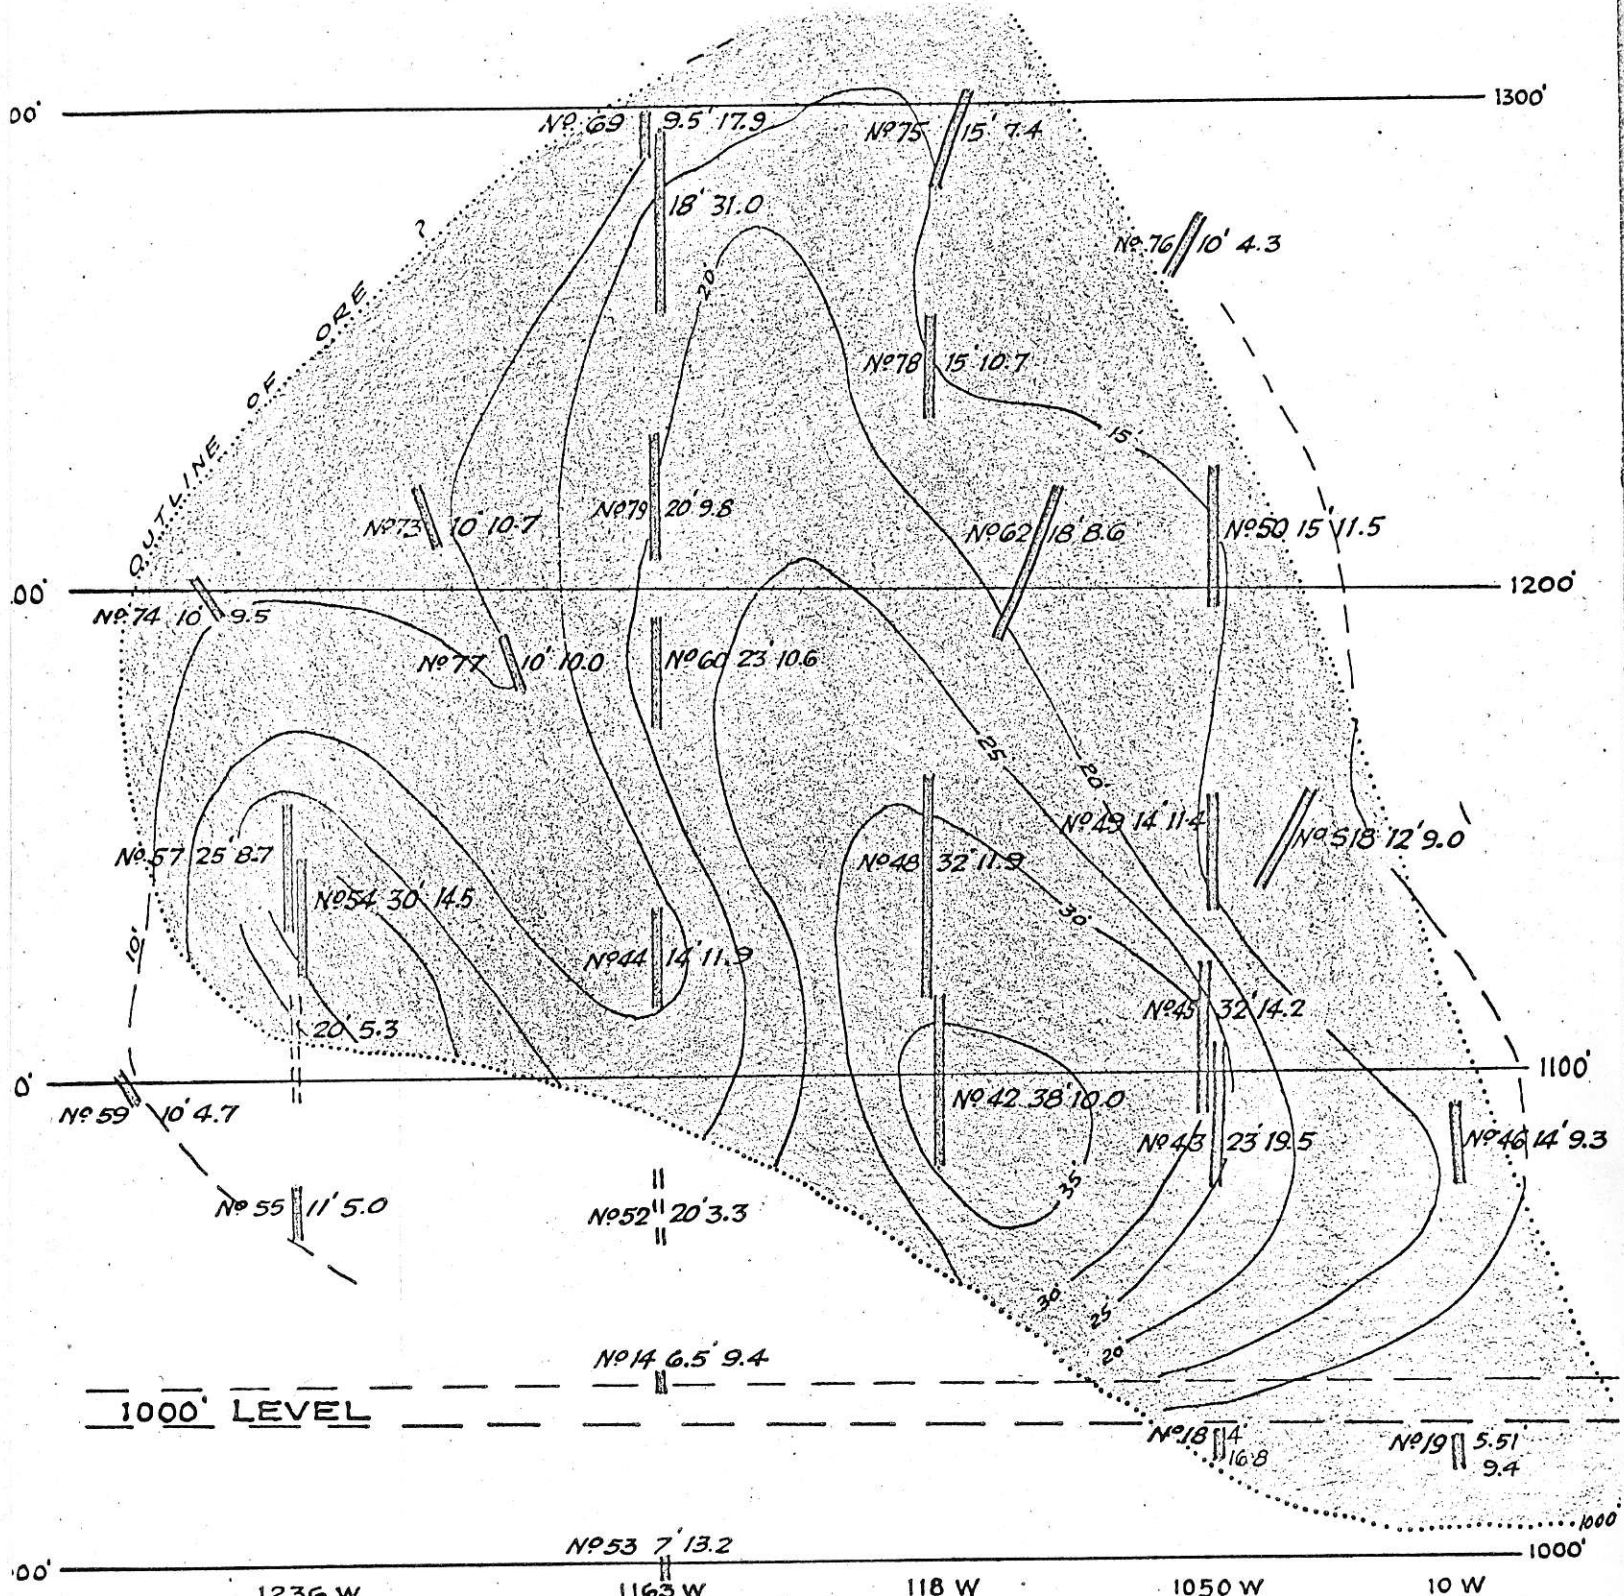 00' 1300'
Nº 69 9.5' 17.9
Nº 75 15' 7.4
18' 31.0
?
Nº 76 10' 4.3
20'
OUTLINE OF ORE
Nº 78 15' 10.7
15'
Nº 73 10' 10.7
Nº 79 20' 9.8
Nº 62 18' 8.6
Nº 50 15' 11.5
00' 1200'
Nº 74 10' 9.5
Nº 77 10' 10.0
Nº 60 23' 10.6
25'
20'
Nº 49 14' 11.4
Nº 57 25' 8.7
Nº 48 32' 11.9
Nº 518 12' 9.0
Nº 54 30' 14.5
30'
10'
Nº 44 14' 11.9
Nº 45 32' 14.2
20' 5.3
0' 1100'
Nº 59 10' 4.7
Nº 42 38' 10.0
Nº 43 23' 19.5
Nº 46 14' 9.3
35'
Nº 55 11' 5.0
Nº 52 20' 3.3
30'
25'
20'
Nº 14 6.5' 9.4
1000' LEVEL
Nº 18 4'
16.8
Nº 19 5.51'
9.4
1000
Nº 53 7' 13.2
00' 1000'
1236 W 1163 W 118 W 1050 W 10 W